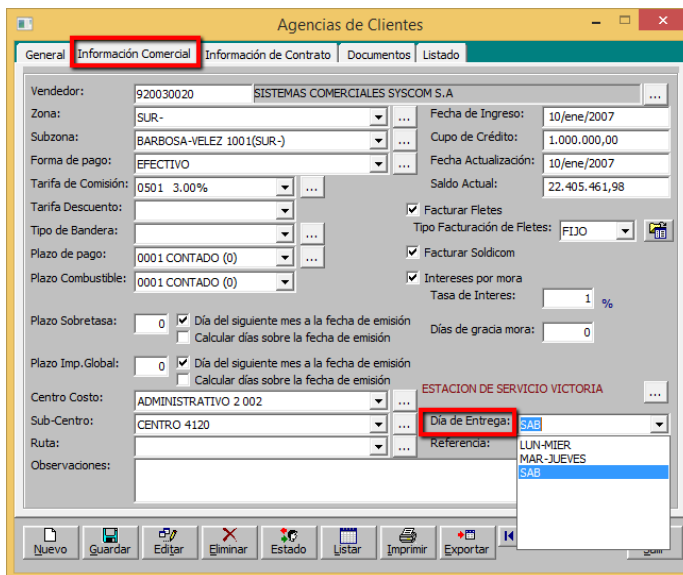 Agencias de Clientes
General Información Comercial Información de Contrato Documentos Listado
Vendedor: 920030020 SISTEMAS COMERCIALES SYSCOM S.A ...
Zona: SUR- ... Fecha de Ingreso: 10/ene/2007
Subzona: BARBOSA-VELEZ 1001(SUR-) ... Cupo de Crédito: 1.000.000,00
Forma de pago: EFECTIVO ... Fecha Actualización: 10/ene/2007
Tarifa de Comisión: 0501 3.00% ... Saldo Actual: 22.405.461,98
Tarifa Descuento: Facturar Fletes
Tipo de Bandera: ... Tipo Facturación de Fletes: FIJO
Plazo de pago: 0001 CONTADO (0) ... Facturar Soldicom
Plazo Combustible: 0001 CONTADO (0) Intereses por mora
Tasa de Interes: 1 %
Plazo Sobretasa: 0 Día del siguiente mes a la fecha de emisión
Calcular días sobre la fecha de emisión
Días de gracia mora: 0
Plazo Imp.Global: 0 Día del siguiente mes a la fecha de emisión
Calcular días sobre la fecha de emisión
Centro Costo: ADMINISTRATIVO 2 002 ... ESTACION DE SERVICIO VICTORIA ...
Sub-Centro: CENTRO 4120 ... Día de Entrega: SAB
Ruta: ... Referencia:
LUN-MIER
MAR-JUEVES
SAB
Observaciones:
Nuevo Guardar Editar Eliminar Estado Listar Imprimir Exportar